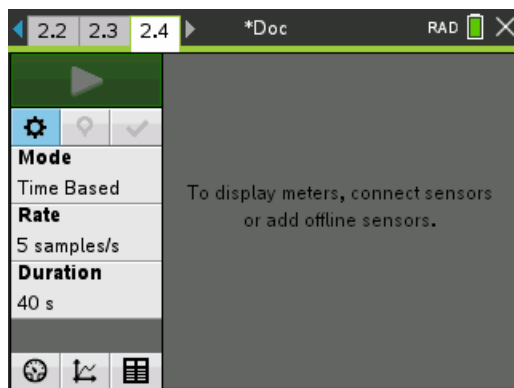 2.2 2.3 2.4 *Doc RAD
Mode
Time Based
Rate
5 samples/s
Duration
40 s
To display meters, connect sensors
or add offline sensors.